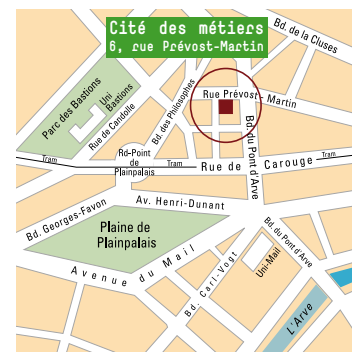 Cité des métiers
6, rue Prévost-Martin
Bd. de la Cluses
Parc des Bastions
Uni
Bastions
Rue de Candolle
Bd. des Philosophes
Rue Prévost - Martin
Bd. du Pont d'Arve
Tram
Rd-Point
de
Plainpalais
Tram
Rue de Carouge
Tram
Bd. Georges-Favon
Av. Henri-Dunant
Plaine de
Plainpalais
Avenue du Mail
Bd. Carl-Vogt
Uni-Mail
Bd. du Pont d'Arve
L'Arve